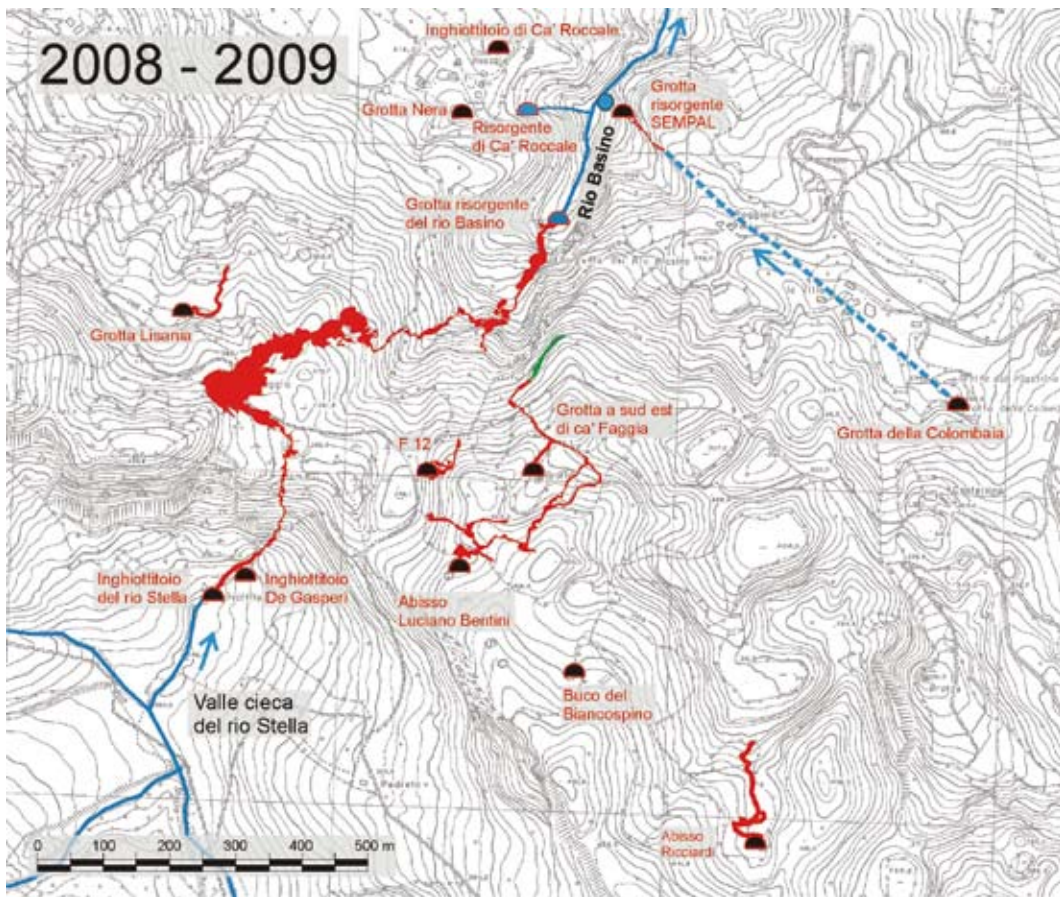 2008 - 2009
Inghiottitoio di Ca' Roccale
Grotta Nera
Risorgente
di Ca' Roccale
Grotta
risorgente
SEMPAL
Rio Basino
Grotta risorgente
del rio Basino
Grotta Lisania
Grotta a sud est
di ca' Faggia
F 12
Grotta della Colombaia
Inghiottitoio
del rio Stella
Inghiottitoio
De Gasperi
Abisso
Luciano Bentini
Valle cieca
del rio Stella
Buco del
Biancospino
Abisso
Ricciardi
0 100 200 300 400 500 m